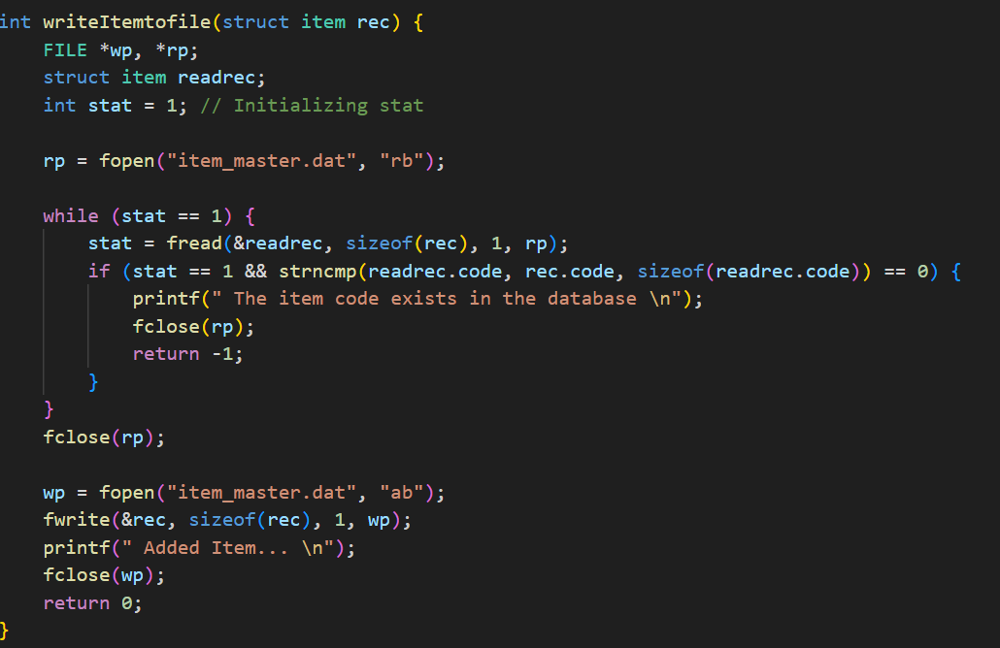 int writeItemtofile(struct item rec) {
    FILE *wp, *rp;
    struct item readrec;
    int stat = 1; // Initializing stat

    rp = fopen("item_master.dat", "rb");

    while (stat == 1) {
        stat = fread(&readrec, sizeof(rec), 1, rp);
        if (stat == 1 && strncmp(readrec.code, rec.code, sizeof(readrec.code)) == 0) {
            printf(" The item code exists in the database \n");
            fclose(rp);
            return -1;
        }
    }
    fclose(rp);

    wp = fopen("item_master.dat", "ab");
    fwrite(&rec, sizeof(rec), 1, wp);
    printf(" Added Item... \n");
    fclose(wp);
    return 0;
}